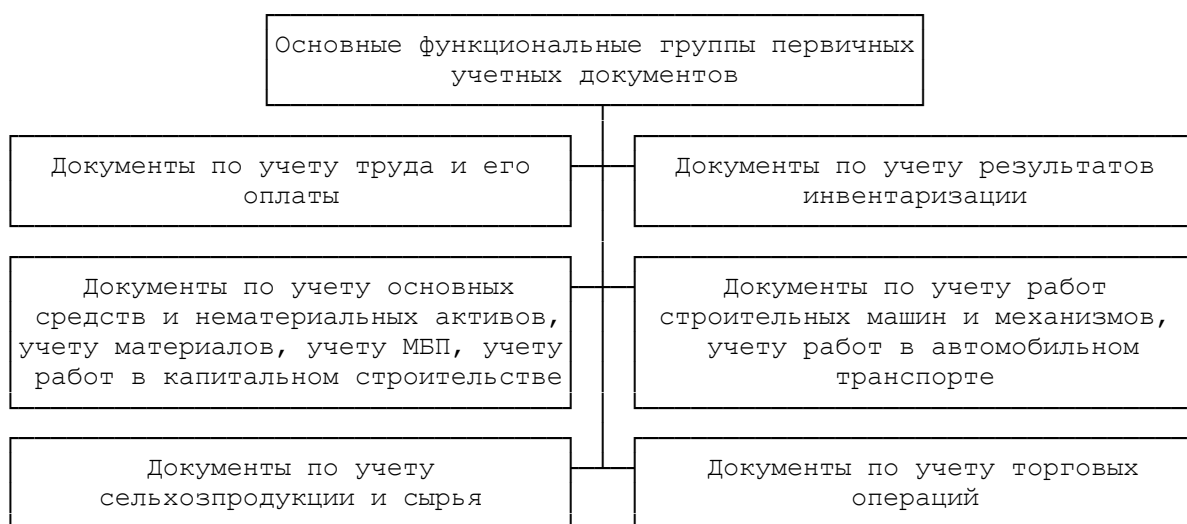 Основные функциональные группы первичных
учетных документов
Документы по учету труда и его
оплаты
Документы по учету результатов
инвентаризации
Документы по учету основных
средств и нематериальных активов,
учету материалов, учету МБП, учету
работ в капитальном строительстве
Документы по учету работ
строительных машин и механизмов,
учету работ в автомобильном
транспорте
Документы по учету
сельхозпродукции и сырья
Документы по учету торговых
операций